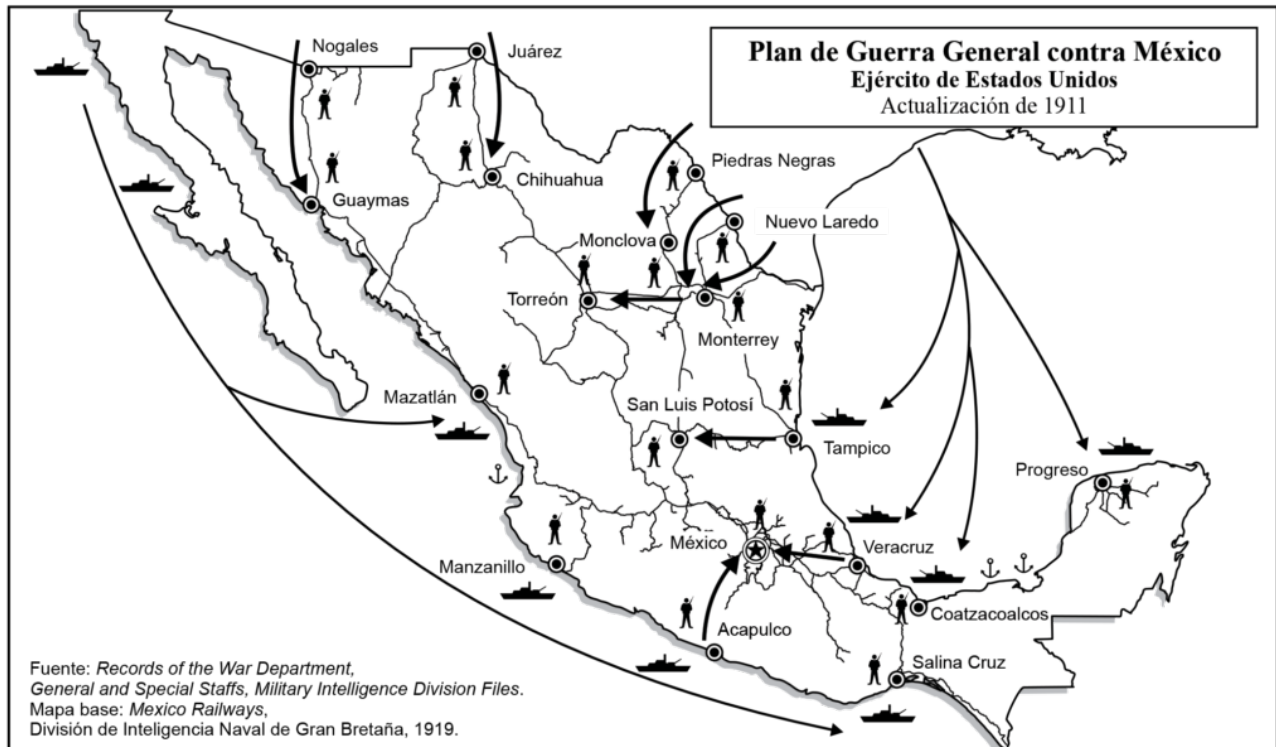 Plan de Guerra General contra México
Ejército de Estados Unidos
Actualización de 1911
Nogales
Juárez
Piedras Negras
Chihuahua
Guaymas
Nuevo Laredo
Monclova
Torreón
Monterrey
Mazatlán
San Luis Potosí
Tampico
Progreso
México
Veracruz
Manzanillo
Coatzacoalcos
Acapulco
Salina Cruz
Fuente: Records of the War Department,
General and Special Staffs, Military Intelligence Division Files.
Mapa base: Mexico Railways,
División de Inteligencia Naval de Gran Bretaña, 1919.